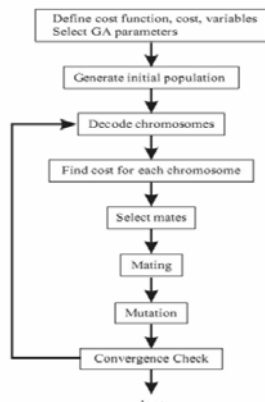 Define cost function, cost, variables
Select GA parameters
Generate initial population
Decode chromosomes
Find cost for each chromosome
Select mates
Mating
Mutation
Convergence Check